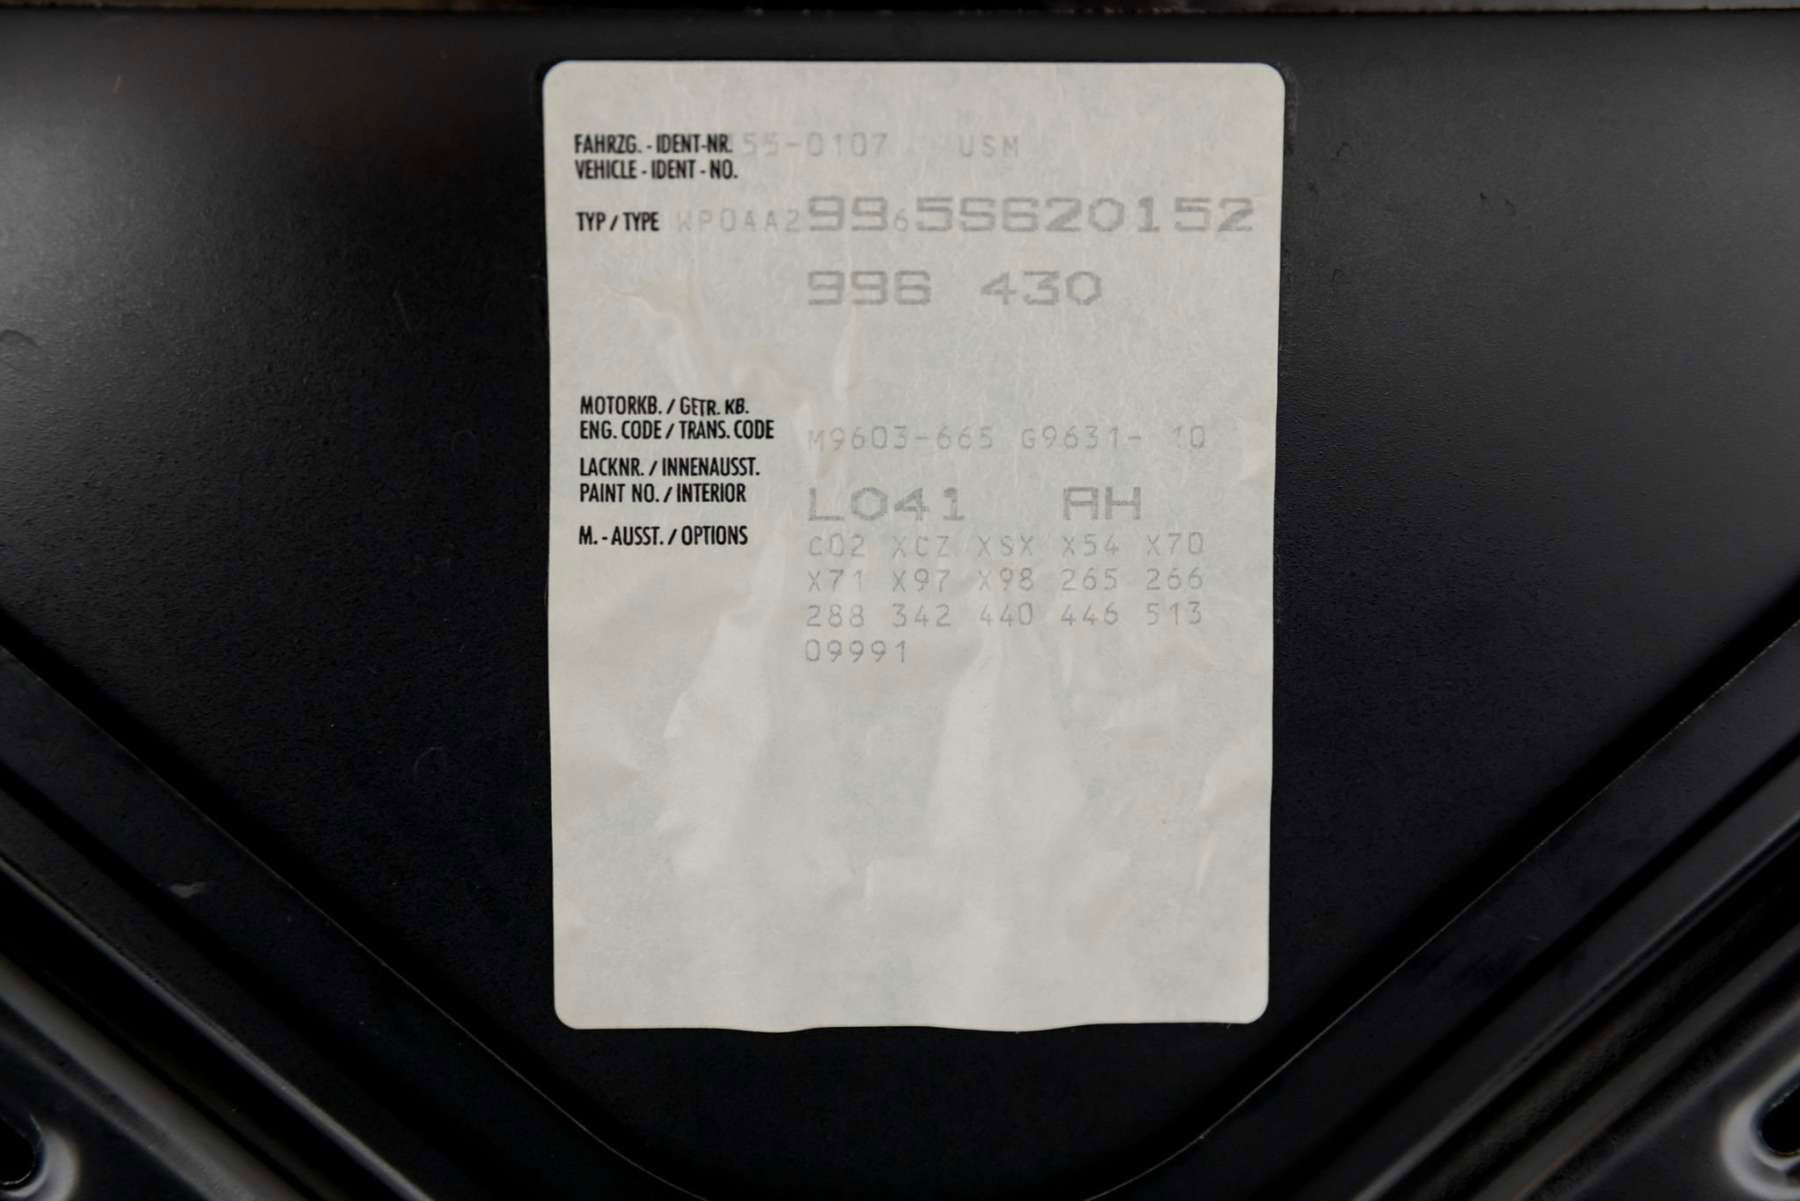 FAHRZG. - IDENT-NR. 55-0107 USM
VEHICLE - IDENT - NO.
TYP / TYPE WP0AA29965S620152
996 430
MOTORKB. / GETR. KB.
ENG. CODE / TRANS. CODE M9603-665 G9631- 10
LACKNR. / INNENAUSST.
PAINT NO. / INTERIOR L041 AH
M. - AUSST. / OPTIONS C02 XCZ XSX X54 X70
X71 X97 X98 265 266
288 342 440 446 513
09991